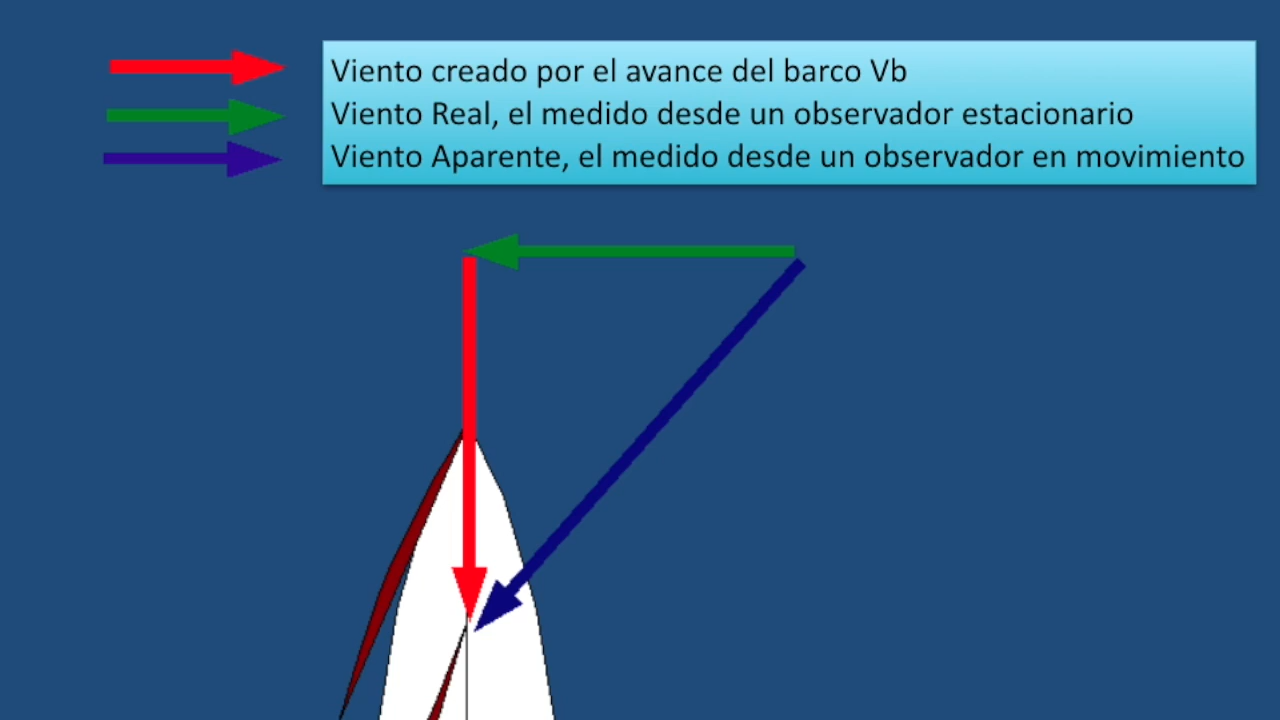 Viento creado por el avance del barco Vb
Viento Real, el medido desde un observador estacionario
Viento Aparente, el medido desde un observador en movimiento